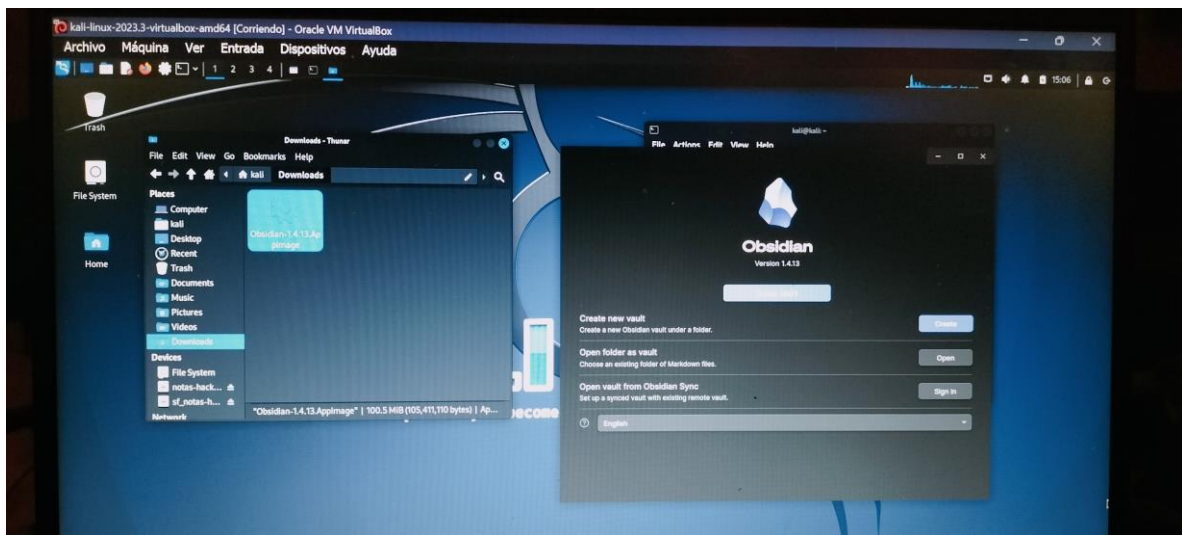 kali-linux-2023.3-virtualbox-amd64 [Corriendo] - Oracle VM VirtualBox
Archivo Máquina Ver Entrada Dispositivos Ayuda
1 2 3 4
15:06
Trash
File System
Home
Downloads - Thunar
File Edit View Go Bookmarks Help
kali Downloads
Places
Computer
kali
Desktop
Recent
Trash
Documents
Music
Pictures
Videos
Downloads
Devices
File System
notas-hack...
sf_notas-h...
Network
Obsidian-1.4.13.Ap
pImage
"Obsidian-1.4.13.AppImage" | 100.5 MiB (105,411,110 bytes) | Ap...
become
kali@kali: ~
File Actions Edit View Help
Obsidian
Version 1.4.13
Create new vault
Create a new Obsidian vault under a folder.
Create
Open folder as vault
Choose an existing folder of Markdown files.
Open
Open vault from Obsidian Sync
Set up a synced vault with existing remote vault.
Sign in
English